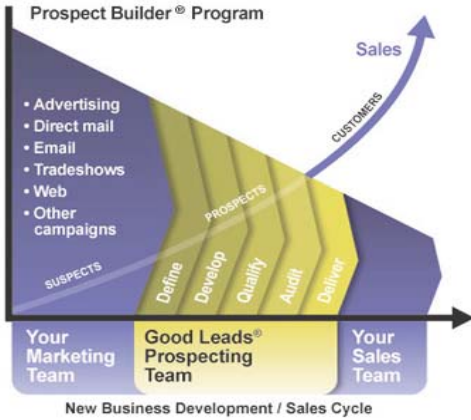 Prospect Builder® Program
Sales
CUSTOMERS
• Advertising
• Direct mail
• Email
• Tradeshows
• Web
• Other
campaigns
PROSPECTS
SUSPECTS
Define
Develop
Qualify
Audit
Deliver
Your
Marketing
Team
Good Leads®
Prospecting
Team
Your
Sales
Team
New Business Development / Sales Cycle